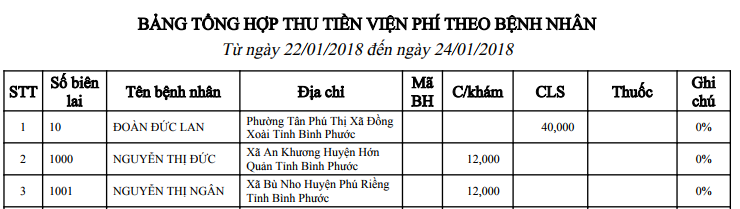 BẢNG TỔNG HỢP THU TIỀN VIỆN PHÍ THEO BỆNH NHÂN
Từ ngày 22/01/2018 đến ngày 24/01/2018
STT Số biên lai Tên bệnh nhân Địa chỉ Mã BH C/khám CLS Thuốc Ghi chú
1 10 ĐOÀN ĐỨC LAN Phường Tân Phú Thị Xã Đồng Xoài Tỉnh Bình Phước 40,000 0%
2 1000 NGUYỄN THỊ ĐỨC Xã An Khương Huyện Hớn Quản Tỉnh Bình Phước 12,000 0%
3 1001 NGUYỄN THỊ NGÂN Xã Bù Nho Huyện Phú Riềng Tỉnh Bình Phước 12,000 0%